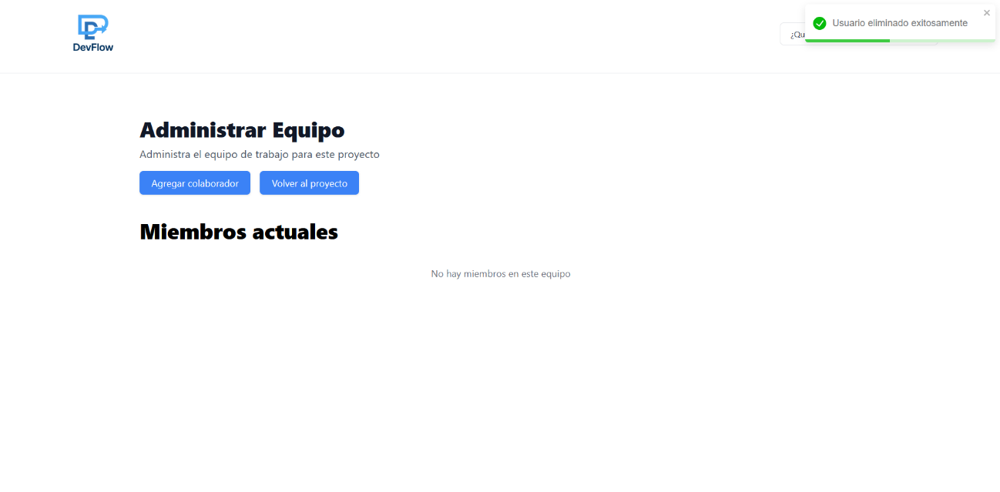 DevFlow
¿Qu
Usuario eliminado exitosamente
Administrar Equipo
Administra el equipo de trabajo para este proyecto
Agregar colaborador
Volver al proyecto
Miembros actuales
No hay miembros en este equipo